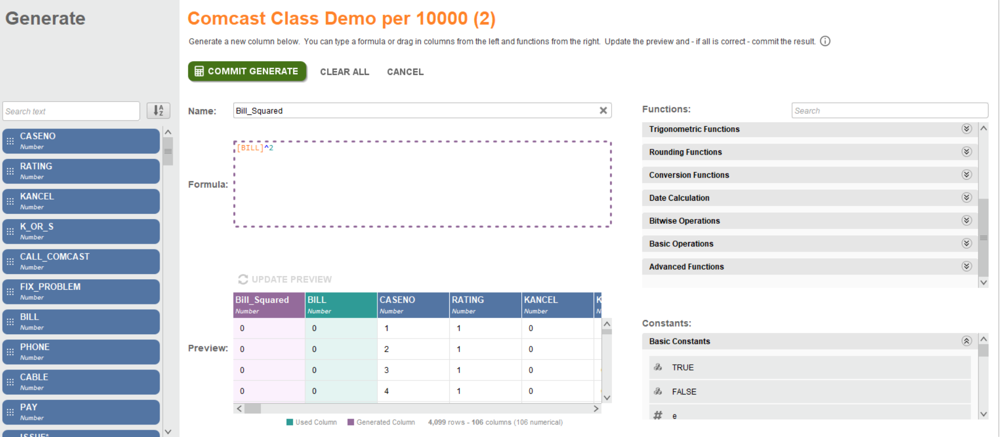 Generate
Comcast Class Demo per 10000 (2)
Generate a new column below. You can type a formula or drag in columns from the left and functions from the right. Update the preview and - if all is correct - commit the result.
COMMIT GENERATE
CLEAR ALL
CANCEL
Search text
A
Z
CASENO
Number
RATING
Number
KANCEL
Number
K_OR_S
Number
CALL_COMCAST
Number
FIX_PROBLEM
Number
BILL
Number
PHONE
Number
CABLE
Number
PAY
Number
ISSUE*
Name:
Bill_Squared
Formula:
[BILL]^2
UPDATE PREVIEW
Preview:
Bill_Squared BILL CASENO RATING KANCEL K
Number Number Number Number Number N
0 0 1 1 0
0 0 2 1 0
0 0 3 1 0
0 0 4 1 0
Used Column Generated Column 4,099 rows - 106 columns (106 numerical)
Functions:
Search
Trigonometric Functions
Rounding Functions
Conversion Functions
Date Calculation
Bitwise Operations
Basic Operations
Advanced Functions
Constants:
Basic Constants
TRUE
FALSE
# e